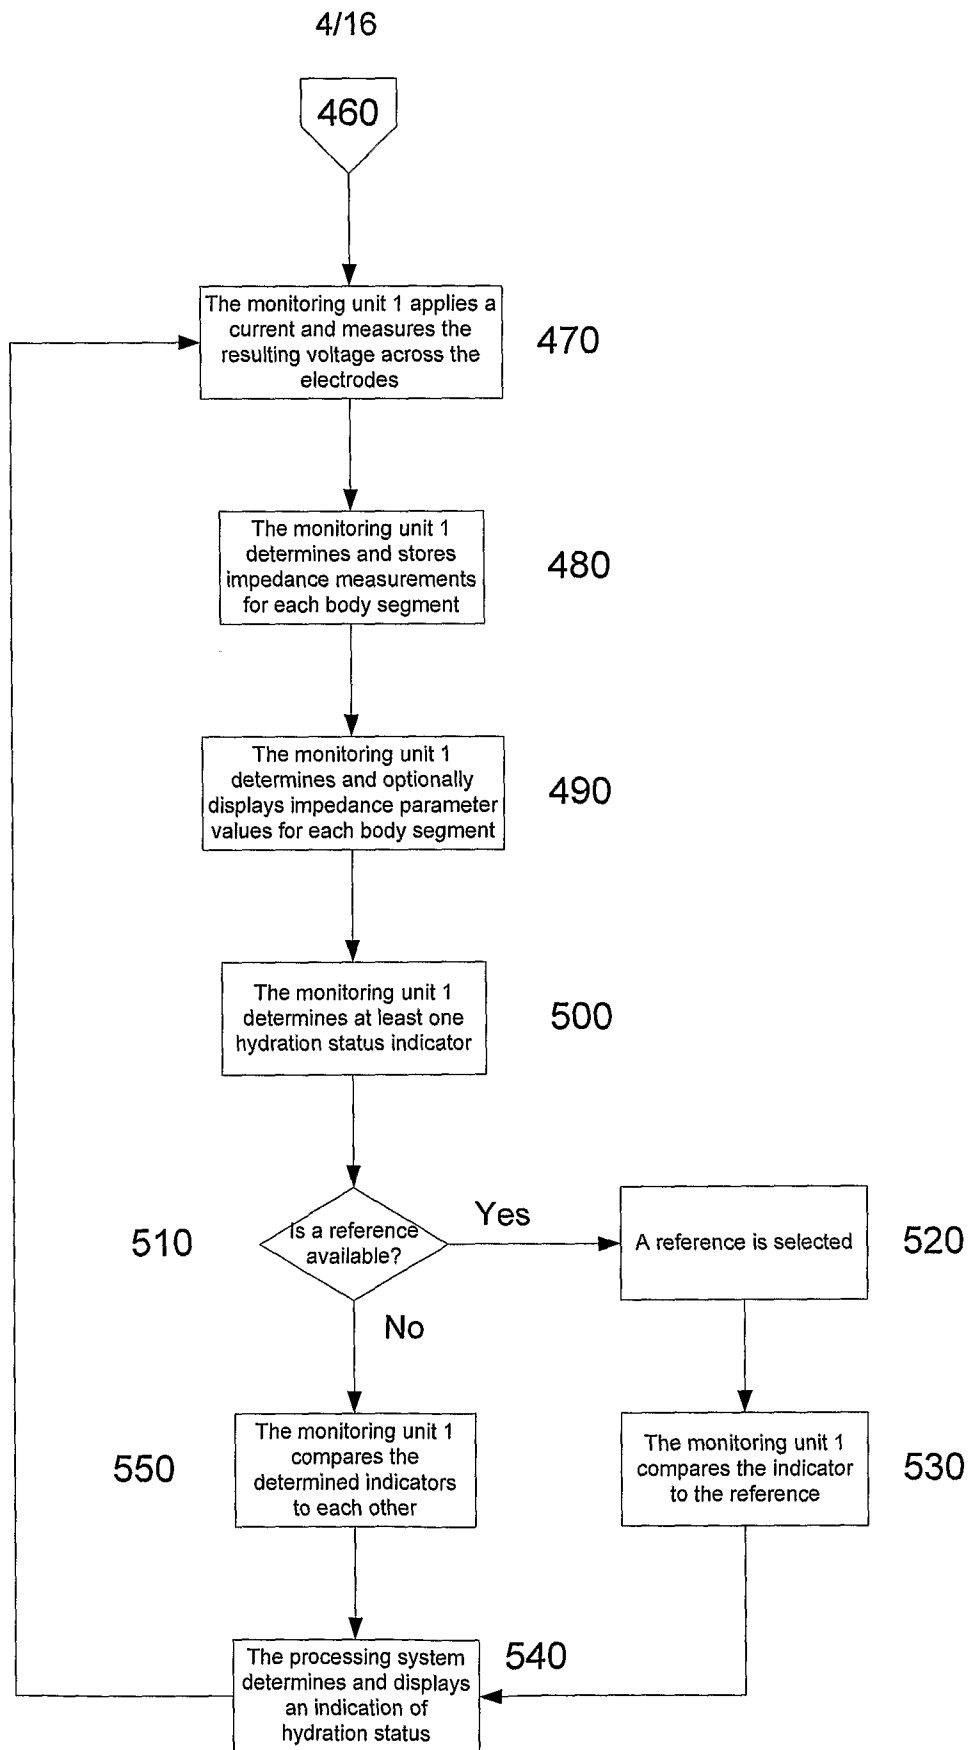 4/16
460
The monitoring unit 1 applies a
current and measures the
resulting voltage across the
electrodes
470
The monitoring unit 1
determines and stores
impedance measurements
for each body segment
480
The monitoring unit 1
determines and optionally
displays impedance parameter
values for each body segment
490
The monitoring unit 1
determines at least one
hydration status indicator
500
510
Is a reference
available?
Yes
A reference is selected
520
No
550
The monitoring unit 1
compares the
determined indicators
to each other
The monitoring unit 1
compares the indicator
to the reference
530
The processing system
determines and displays
an indication of
hydration status
540